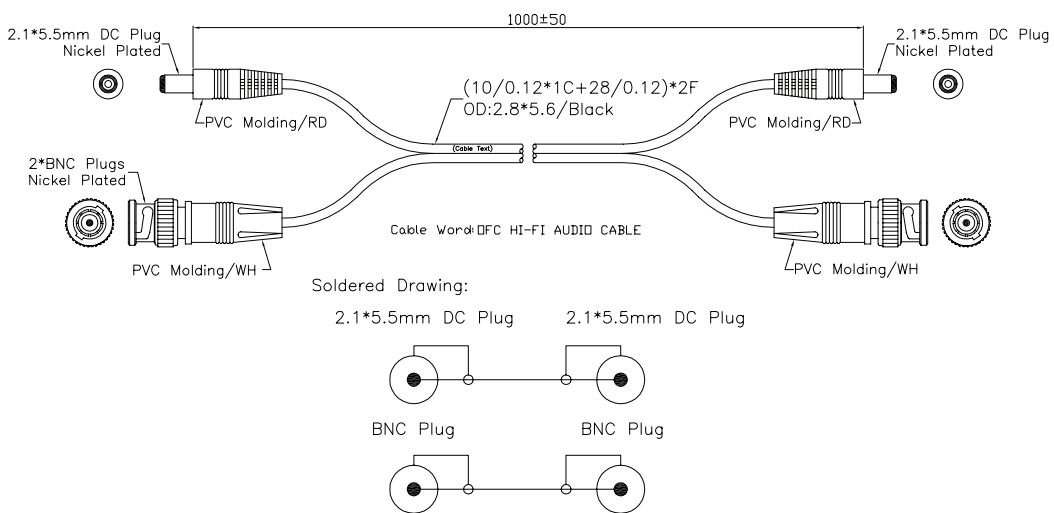 1000±50
2.1*5.5mm DC Plug
Nickel Plated
2.1*5.5mm DC Plug
Nickel Plated
(10/0.12*1C+28/0.12)*2F
OD:2.8*5.6/Black
PVC Molding/RD
PVC Molding/RD
(Cable Text)
2*BNC Plugs
Nickel Plated
Cable Word: OFC HI-FI AUDIO CABLE
PVC Molding/WH
PVC Molding/WH
Soldered Drawing:
2.1*5.5mm DC Plug
2.1*5.5mm DC Plug
BNC Plug
BNC Plug